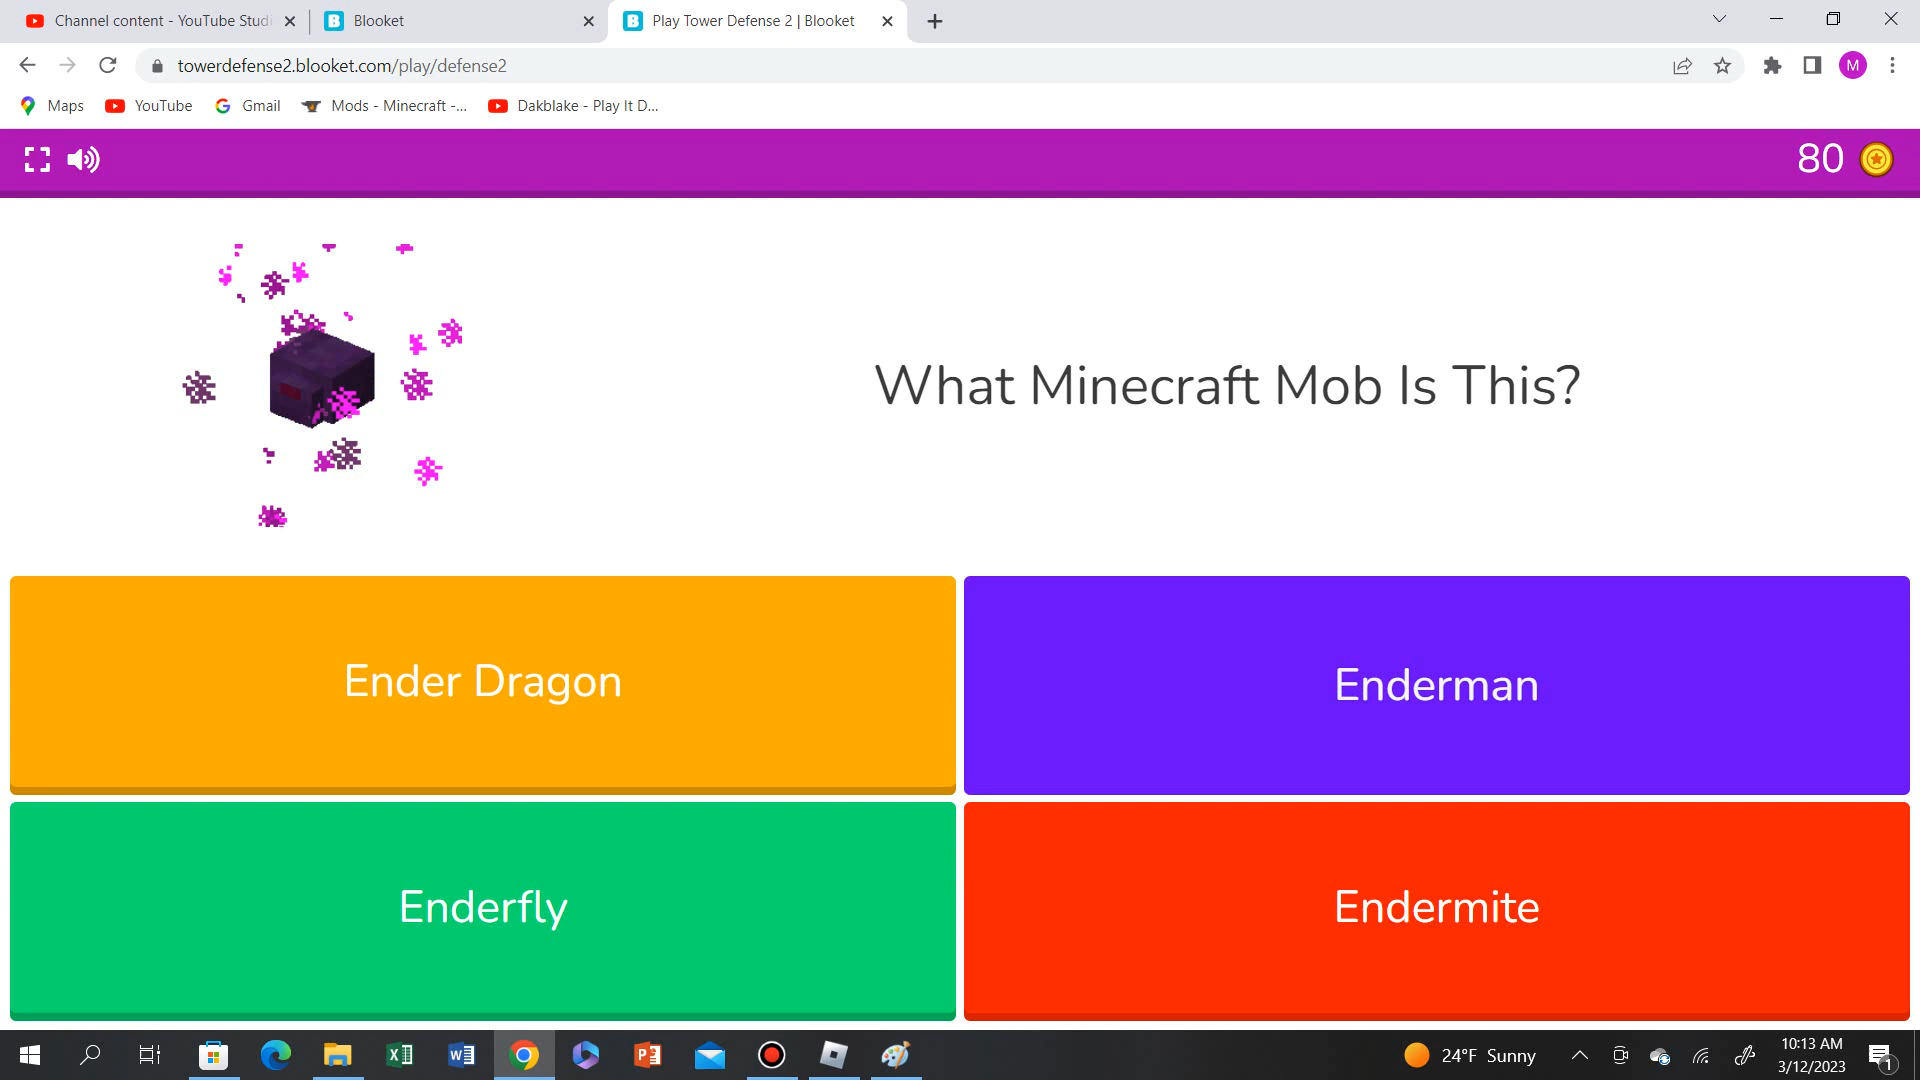 Channel content - YouTube Studi
Blooket
Play Tower Defense 2 | Blooket
towerdefense2.blooket.com/play/defense2
M
Maps
YouTube
Gmail
Mods - Minecraft -...
Dakblake - Play It D...
80
What Minecraft Mob Is This?
Ender Dragon
Enderman
Enderfly
Endermite
24°F Sunny
10:13 AM
3/12/2023
1